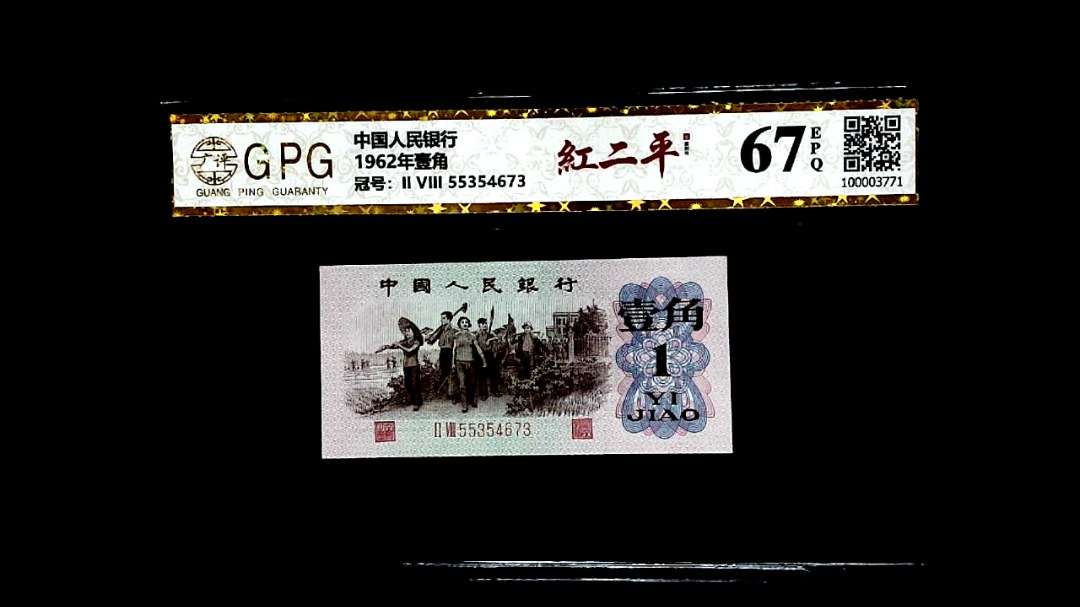 GPG
GUANG PING GUARANTY
中国人民银行
1962年壹角
冠号：II VIII 55354673
紅二平
67
EPQ
100003771
中國人民銀行
壹角
1
YI
JIAO
II VIII 55354673